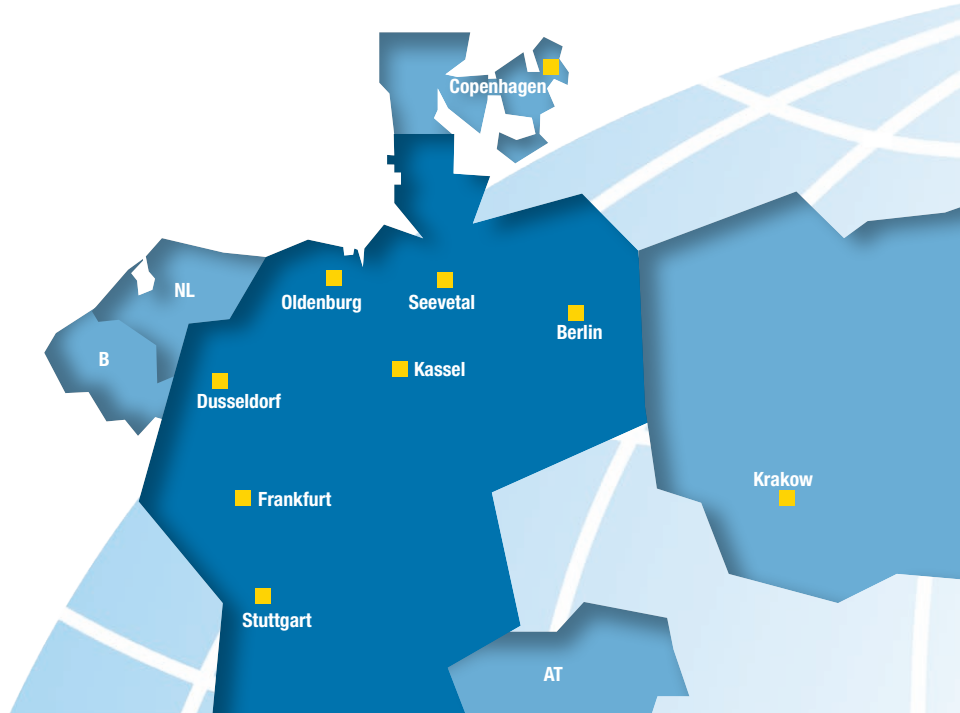 Copenhagen
NL
Oldenburg
Seevetal
Berlin
B
Kassel
Dusseldorf
Krakow
Frankfurt
Stuttgart
AT